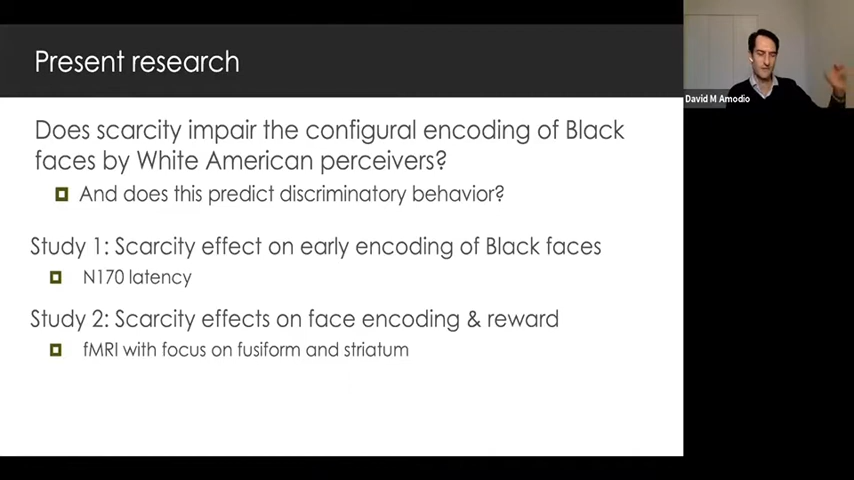 Present research
David M Amodio
Does scarcity impair the configural encoding of Black
faces by White American perceivers?
And does this predict discriminatory behavior?
Study 1: Scarcity effect on early encoding of Black faces
N170 latency
Study 2: Scarcity effects on face encoding & reward
fMRI with focus on fusiform and striatum